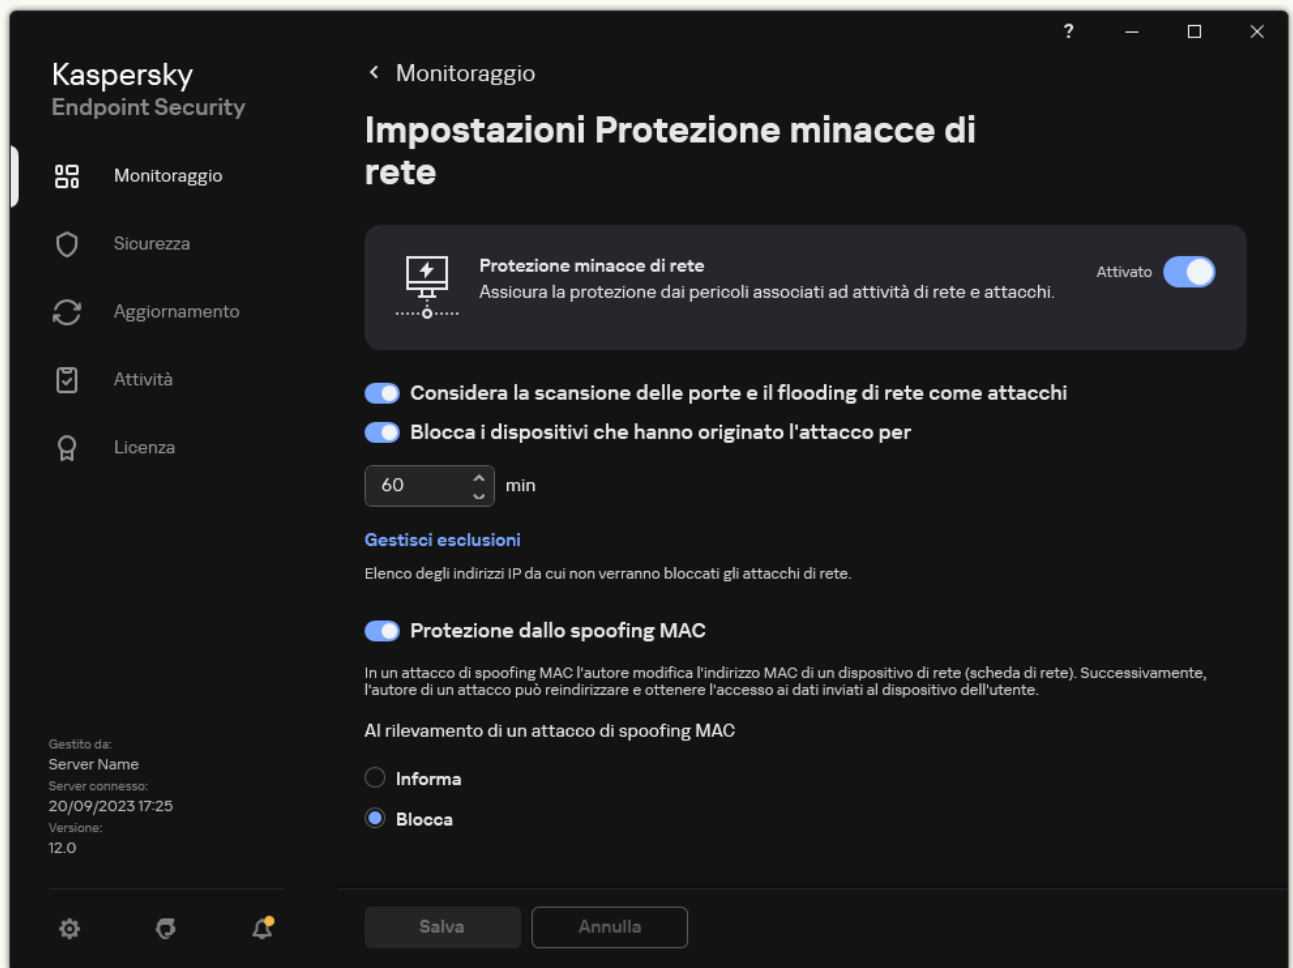 ?
Kaspersky
Endpoint Security
Monitoraggio
Sicurezza
Aggiornamento
Attività
Licenza
Gestito da:
Server Name
Server connesso:
20/09/2023 17:25
Versione:
12.0
Monitoraggio
Impostazioni Protezione minacce di
rete
Protezione minacce di rete
Assicura la protezione dai pericoli associati ad attività di rete e attacchi.
Attivato
Considera la scansione delle porte e il flooding di rete come attacchi
Blocca i dispositivi che hanno originato l'attacco per
60 min
Gestisci esclusioni
Elenco degli indirizzi IP da cui non verranno bloccati gli attacchi di rete.
Protezione dallo spoofing MAC
In un attacco di spoofing MAC l'autore modifica l'indirizzo MAC di un dispositivo di rete (scheda di rete). Successivamente,
l'autore di un attacco può reindirizzare e ottenere l'accesso ai dati inviati al dispositivo dell'utente.
Al rilevamento di un attacco di spoofing MAC
Informa
Blocca
Salva
Annulla